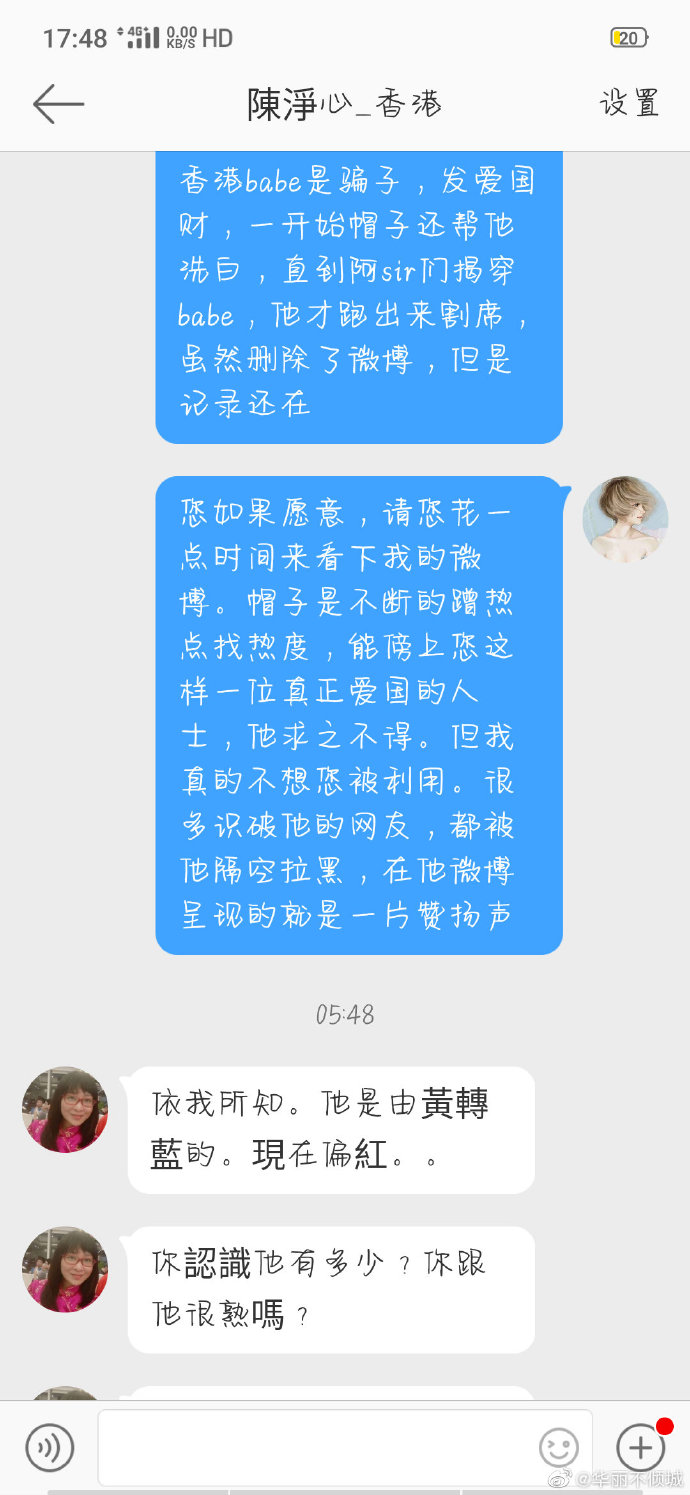 17:48 4G+ 0.00 KB/S HD 20
陳淨心_香港 设置
香港babe是骗子，发爱国
财，一开始帽子还帮他
洗白，直到阿sir们揭穿
babe，他才跑出来割席，
虽然删除了微博，但是
记录还在
您如果愿意，请您花一
点时间来看下我的微
博。帽子是不断的蹭热
点找热度，能傍上您这
样一位真正爱国的人
士，他求之不得。但我
真的不想您被利用。很
多识破他的网友，都被
他隔空拉黑，在他微博
呈现的就是一片赞扬声
05:48
依我所知。他是由黃轉
藍的。現在偏紅。。
你認識他有多少？你跟
他很熟嗎？
@华丽不倾城